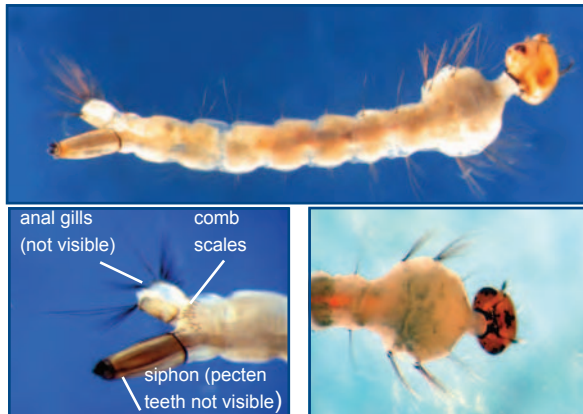 anal gills
(not visible)
comb
scales
siphon (pecten
teeth not visible)